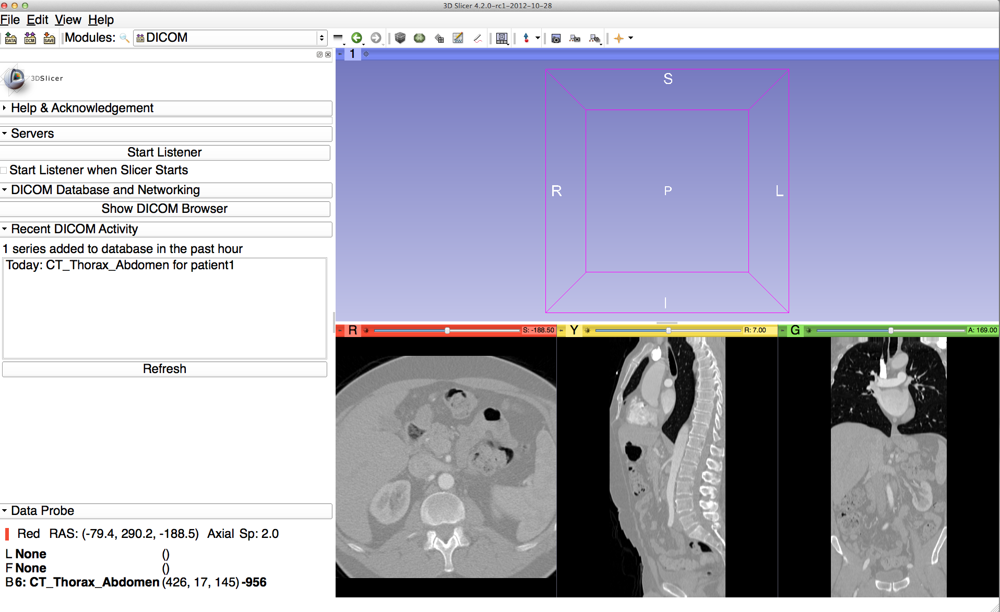 3D Slicer 4.2.0-rc1-2012-10-28
File Edit View Help
DATA DCM SAVE Modules: DCM DICOM
1
3DSlicer
Help & Acknowledgement
Servers
Start Listener
Start Listener when Slicer Starts
DICOM Database and Networking
Show DICOM Browser
Recent DICOM Activity
1 series added to database in the past hour
Today: CT_Thorax_Abdomen for patient1
Refresh
S
R P L
I
R S: -188.50 Y R: 7.00 G A: 169.00
Data Probe
Red RAS: (-79.4, 290.2, -188.5) Axial Sp: 2.0
L None ()
F None ()
B 6: CT_Thorax_Abdomen (426, 17, 145) -956